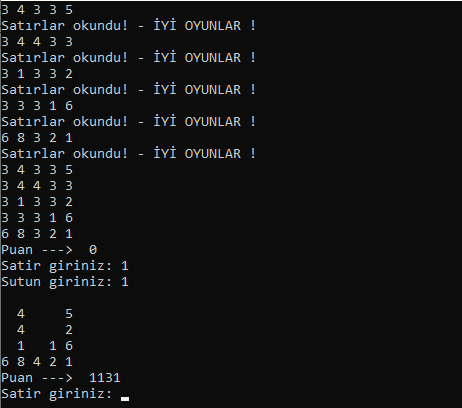 3 4 3 3 5
Satırlar okundu! - İYİ OYUNLAR !
3 4 4 3 3
Satırlar okundu! - İYİ OYUNLAR !
3 1 3 3 2
Satırlar okundu! - İYİ OYUNLAR !
3 3 3 1 6
Satırlar okundu! - İYİ OYUNLAR !
6 8 3 2 1
Satırlar okundu! - İYİ OYUNLAR !
3 4 3 3 5
3 4 4 3 3
3 1 3 3 2
3 3 3 1 6
6 8 3 2 1
Puan --->  0
Satir giriniz: 1
Sutun giriniz: 1
  4     5
  4     2
  1   1 6
6 8 4 2 1
Puan --->  1131
Satir giriniz: